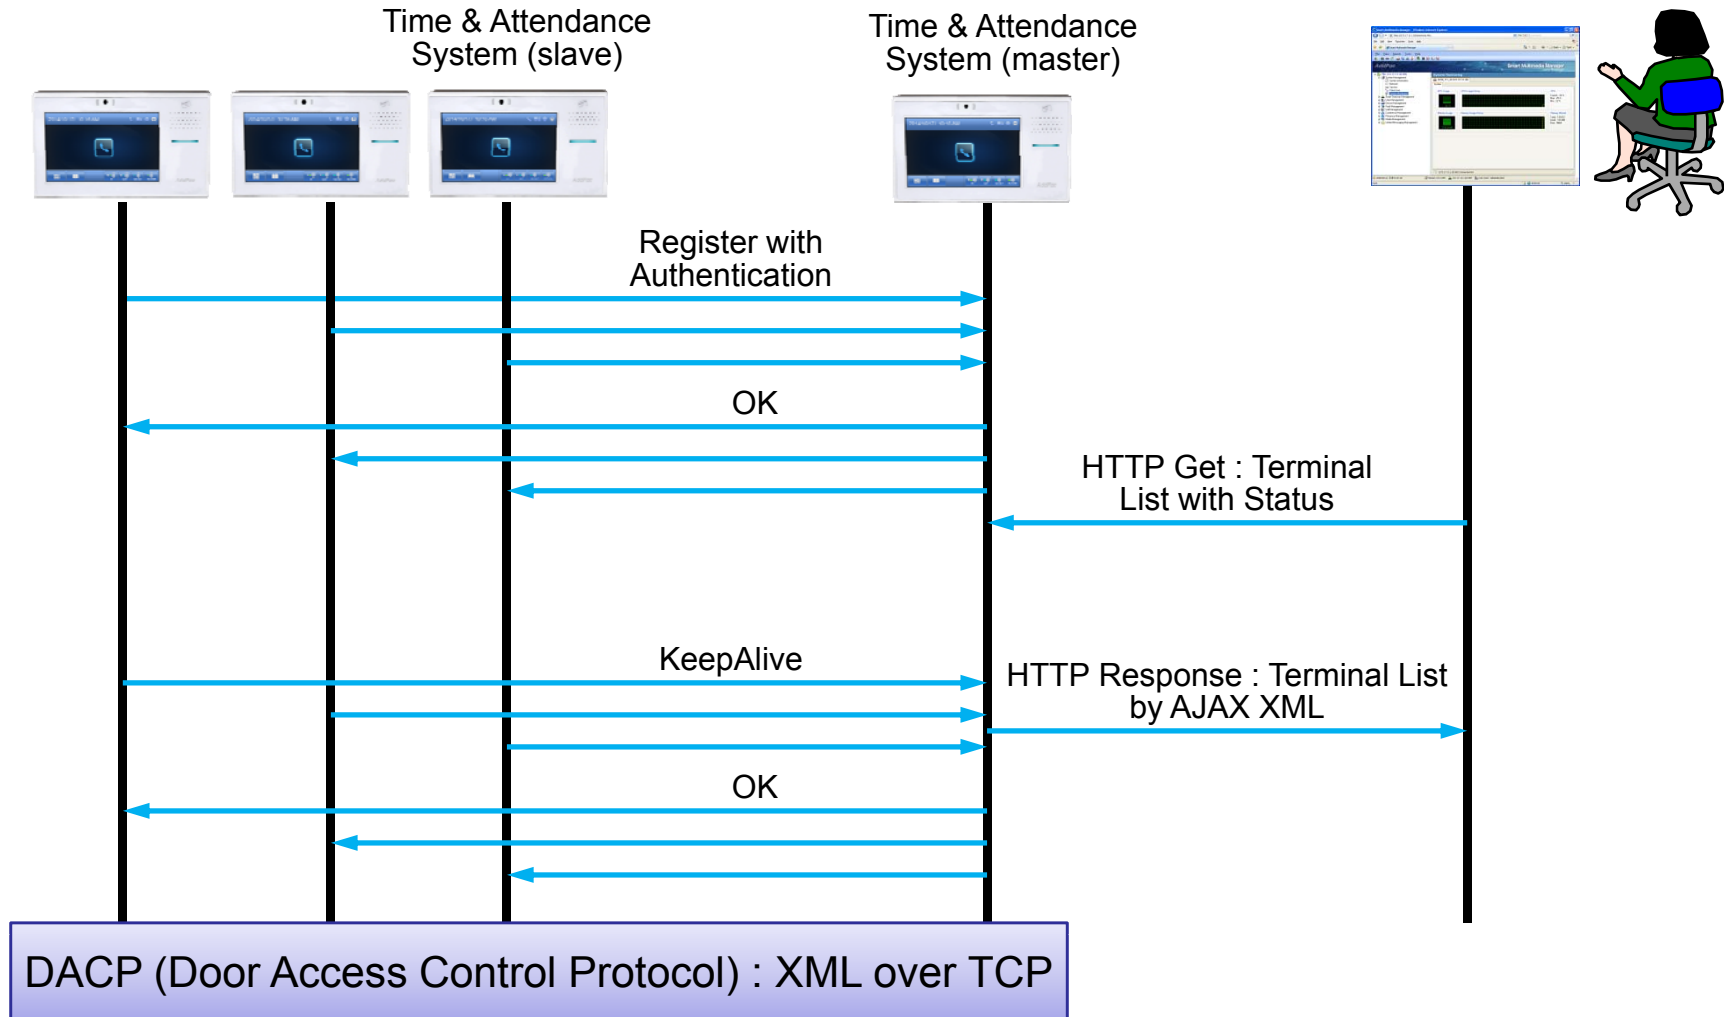 Time & Attendance
System (slave)
Time & Attendance
System (master)
Register with
Authentication
OK
HTTP Get : Terminal
List with Status
KeepAlive
HTTP Response : Terminal List
by AJAX XML
OK
DACP (Door Access Control Protocol) : XML over TCP